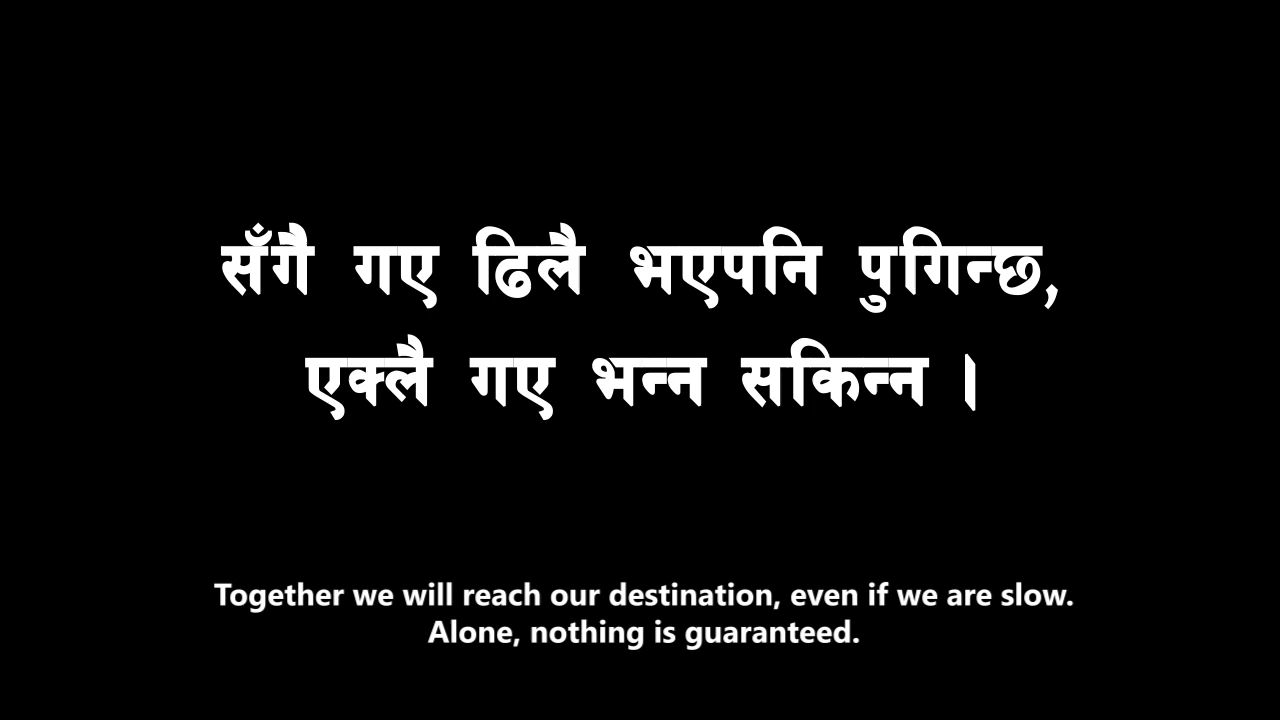 सँगै गए ढिलै भएपनि पुगिन्छ,
एक्लै गए भन्न सकिन्न ।
Together we will reach our destination, even if we are slow.
Alone, nothing is guaranteed.